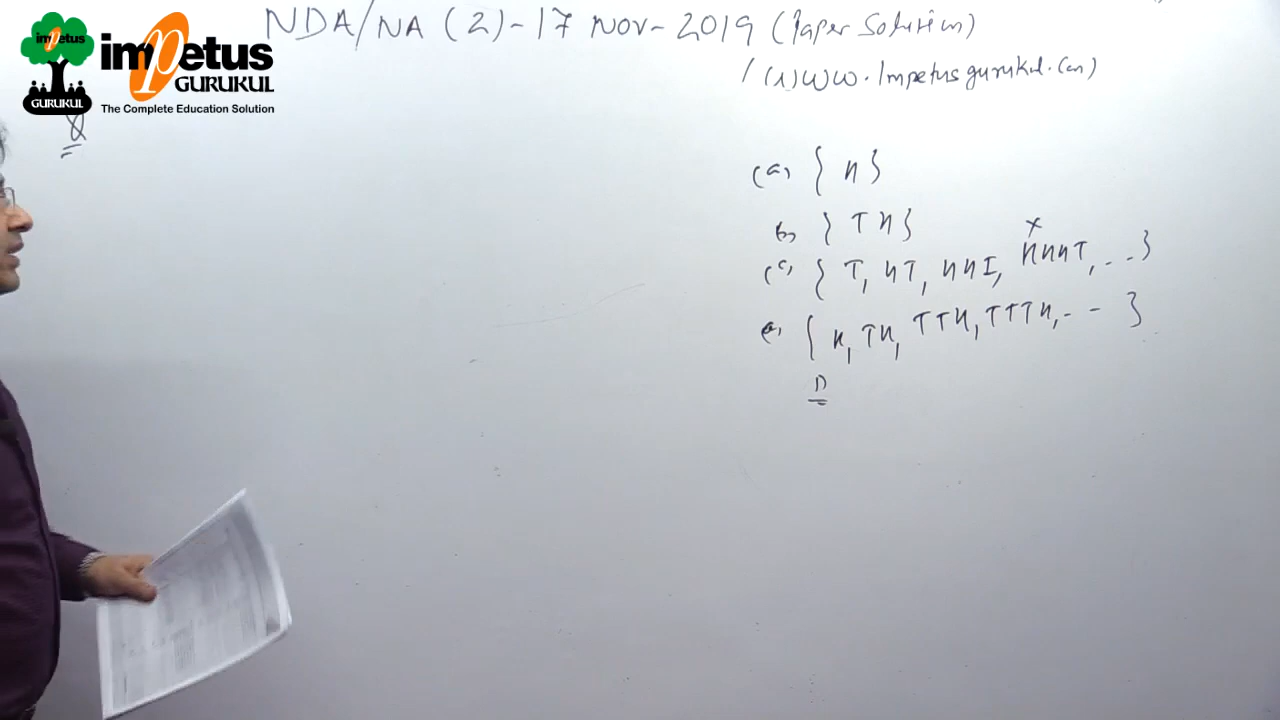 NDA/NA (2) - 17 Nov - 2019 (Paper Solution)
impetus
GURUKUL
impetus
GURUKUL
The Complete Education Solution
/ www.Impetusgurukul.com)
Q
(a) { H }
(b) { T H }
(c) { T, HT, HHT, HHHT, - - - }
{ H, TH, TTH, TTTH, - - }
D